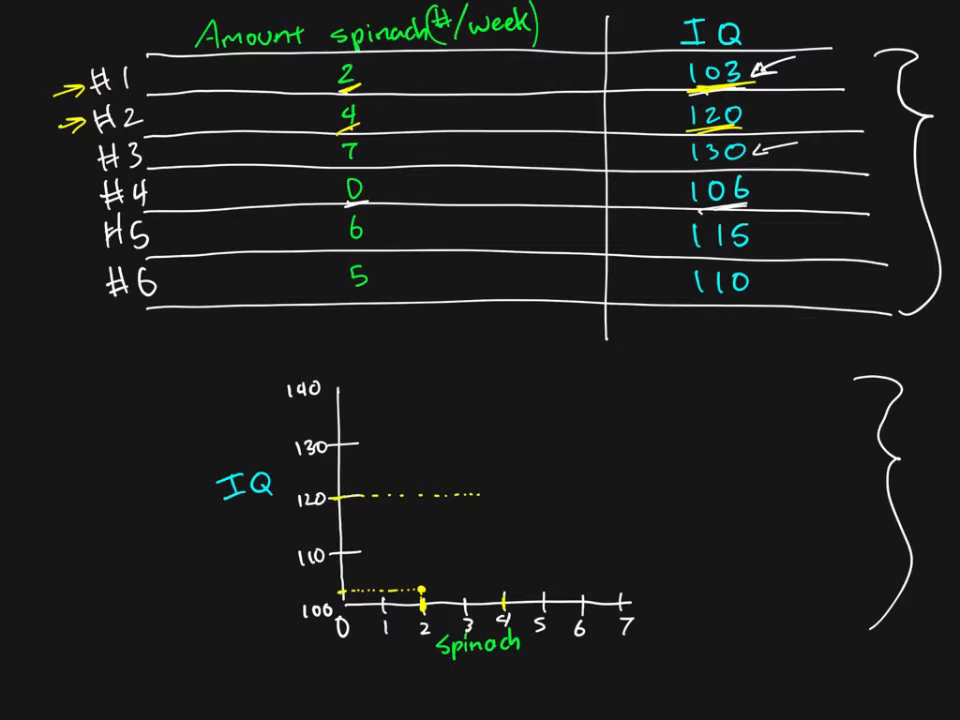 Amount spinach(#/week) IQ
#1 2 103
#2 4 120
#3 7 130
#4 0 106
#5 6 115
#6 5 110
140
130
IQ 120
110
100
0 1 2 3 4 5 6 7
spinach